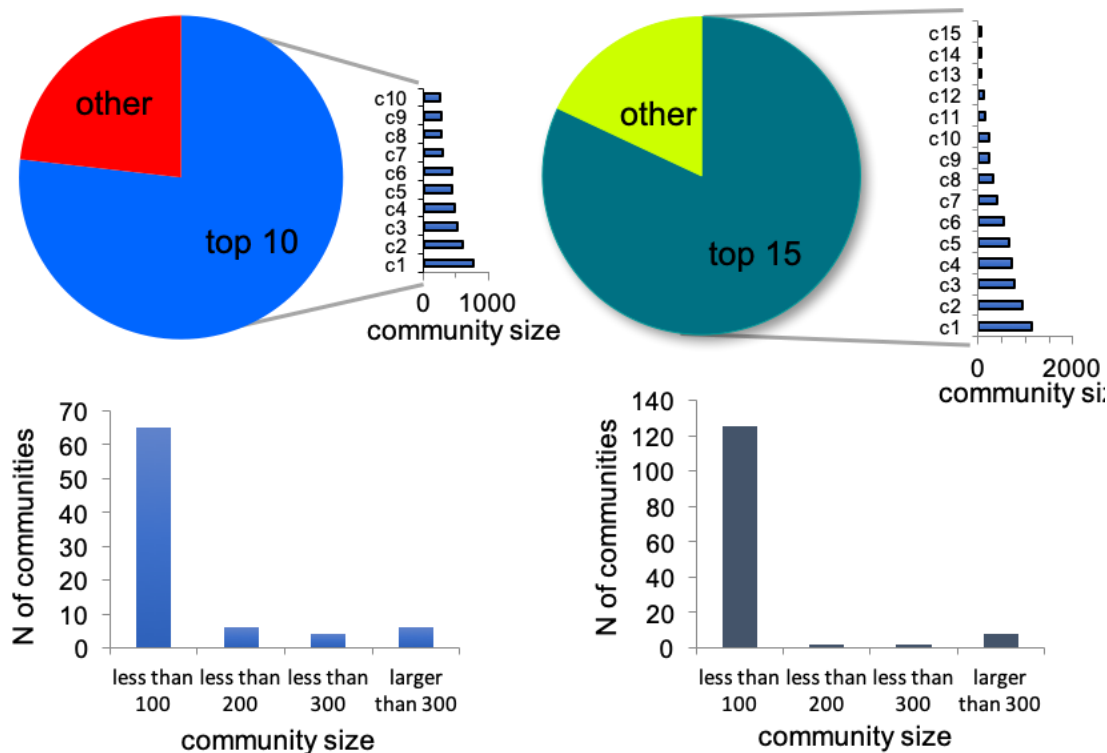 other
top 10
c10
c9
c8
c7
c6
c5
c4
c3
c2
c1
0 1000
community size
other
top 15
c15
c14
c13
c12
c11
c10
c9
c8
c7
c6
c5
c4
c3
c2
c1
0 2000
community siz
N of communities
70
60
50
40
30
20
10
0
less than less than less than larger
100 200 300 than 300
community size
N of communities
140
120
100
80
60
40
20
0
less than less than less than larger
100 200 300 than 300
community size